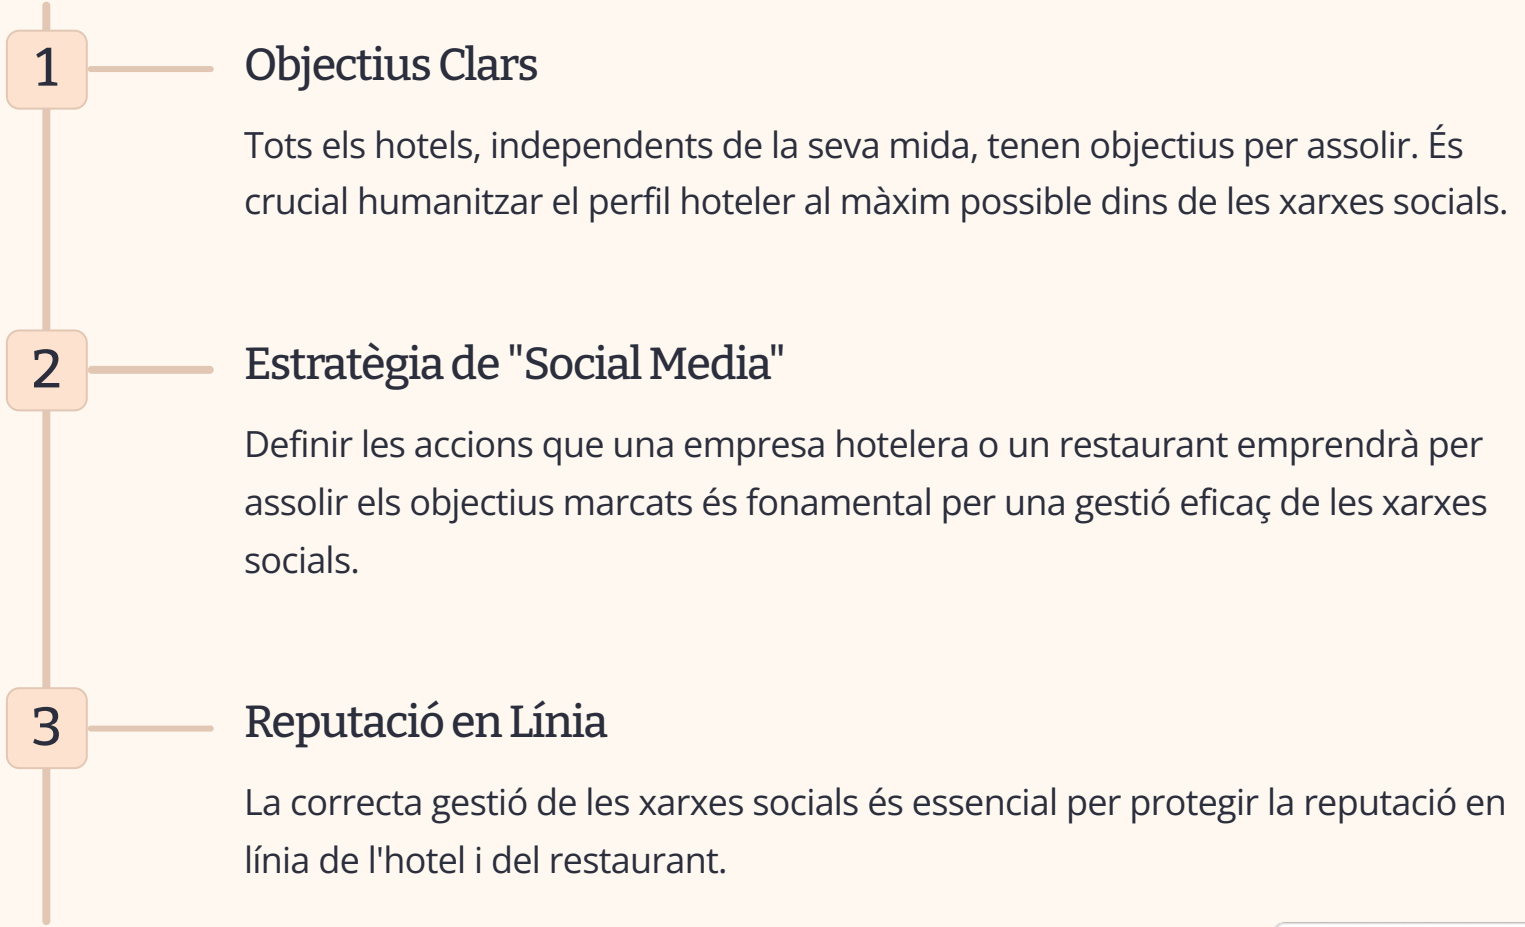 1
Objectius Clars
Tots els hotels, independents de la seva mida, tenen objectius per assolir. És
crucial humanitzar el perfil hoteler al màxim possible dins de les xarxes socials.
2
Estratègia de "Social Media"
Definir les accions que una empresa hotelera o un restaurant emprendrà per
assolir els objectius marcats és fonamental per una gestió eficaç de les xarxes
socials.
3
Reputació en Línia
La correcta gestió de les xarxes socials és essencial per protegir la reputació en
línia de l'hotel i del restaurant.